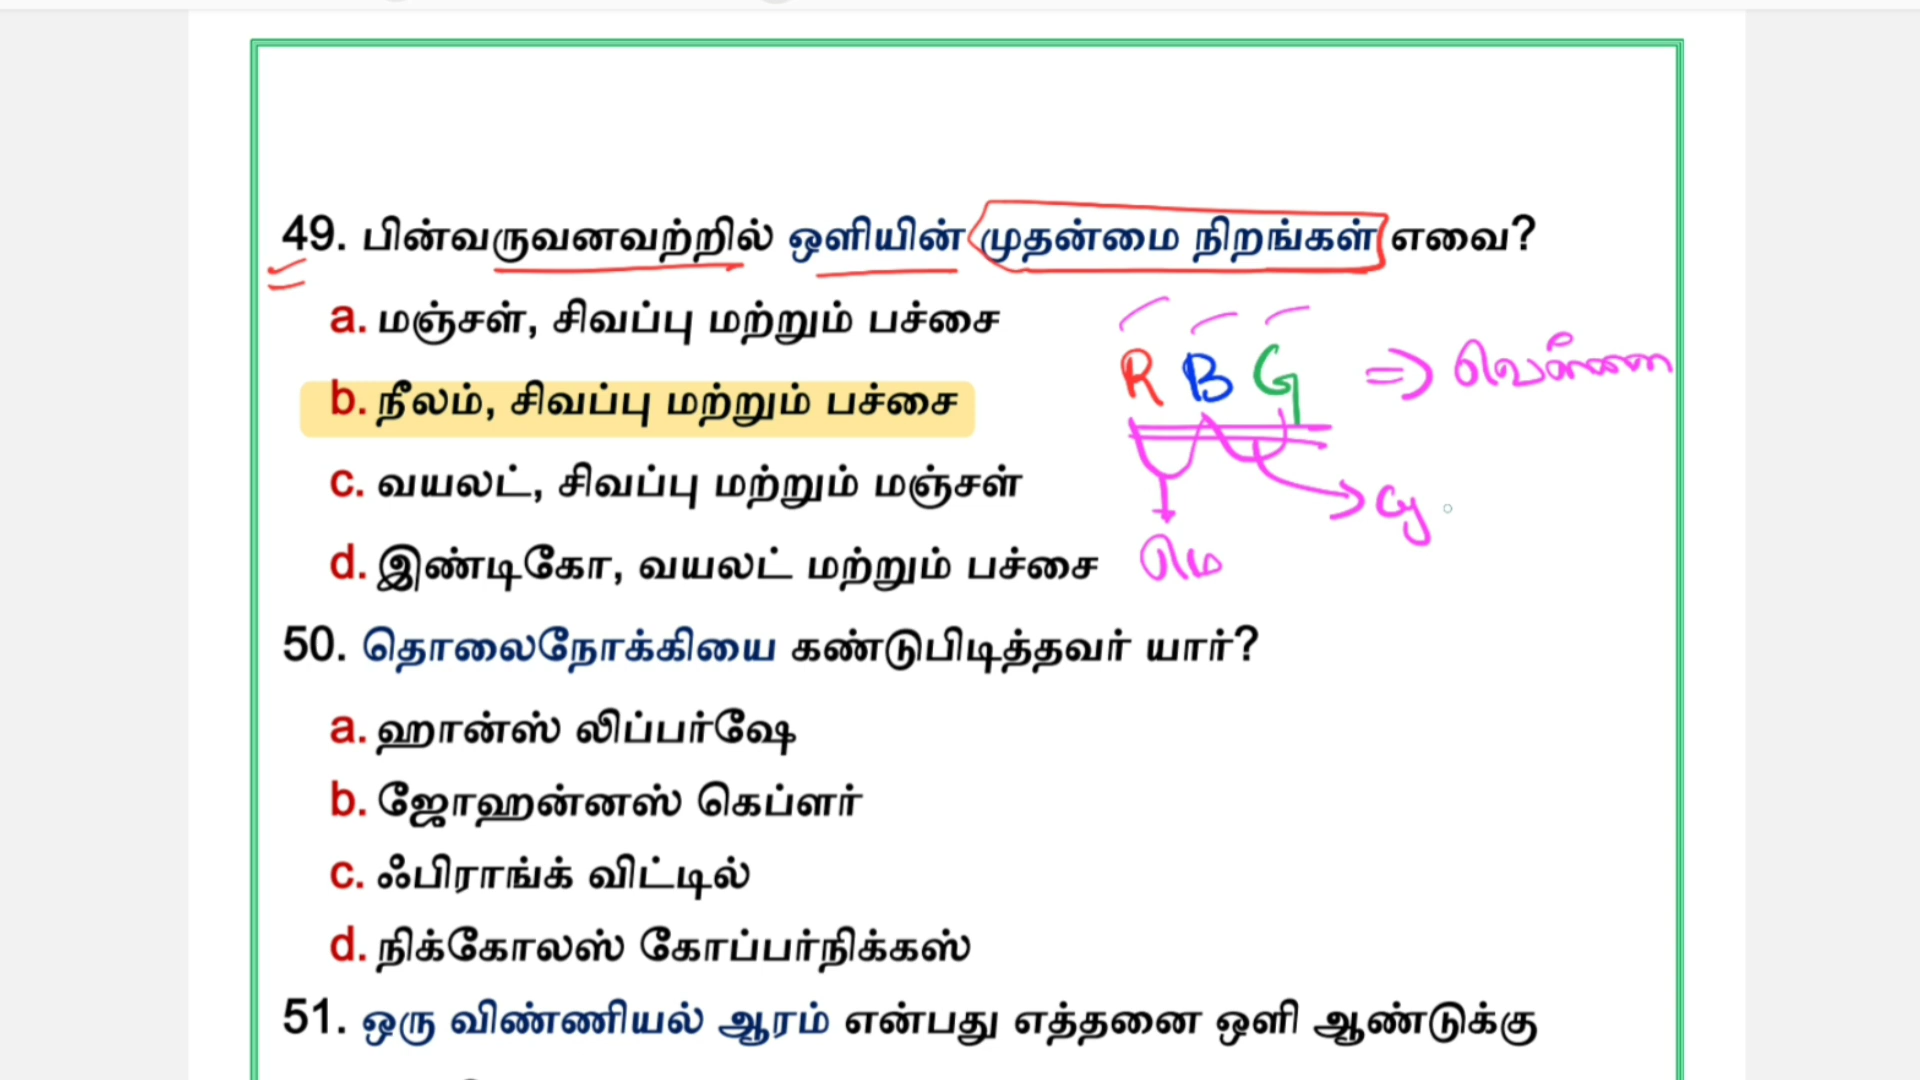 49. பின்வருவனவற்றில் ஒளியின் முதன்மை நிறங்கள் எவை?
a. மஞ்சள், சிவப்பு மற்றும் பச்சை
b. நீலம், சிவப்பு மற்றும் பச்சை
R B G => வெண்மை
c. வயலட், சிவப்பு மற்றும் மஞ்சள்
cy
d. இண்டிகோ, வயலட் மற்றும் பச்சை
மெ
50. தொலைநோக்கியை கண்டுபிடித்தவர் யார்?
a. ஹான்ஸ் லிப்பர்ஷே
b. ஜோஹன்னஸ் கெப்ளர்
c. ஃபிராங்க் விட்டில்
d. நிக்கோலஸ் கோப்பர்நிக்கஸ்
51. ஒரு விண்ணியல் ஆரம் என்பது எத்தனை ஒளி ஆண்டுக்கு